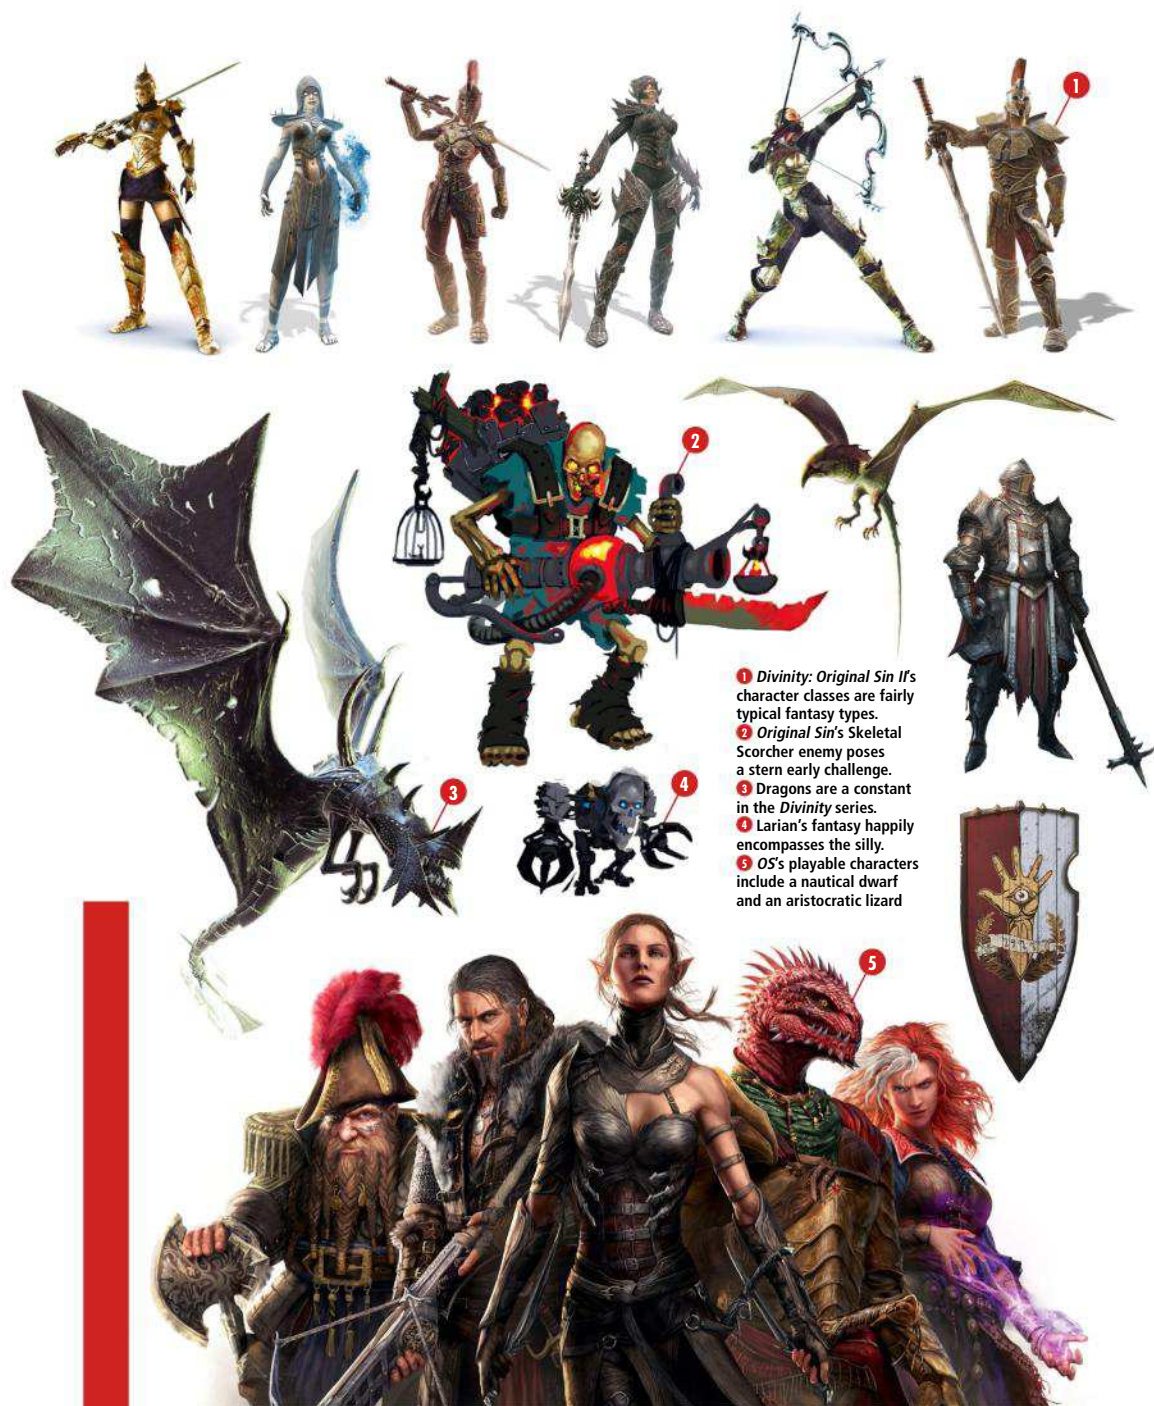 1
2
3
4
5
1 Divinity: Original Sin II's
character classes are fairly
typical fantasy types.
2 Original Sin's Skeletal
Scorcher enemy poses
a stern early challenge.
3 Dragons are a constant
in the Divinity series.
4 Larian's fantasy happily
encompasses the silly.
5 OS's playable characters
include a nautical dwarf
and an aristocratic lizard